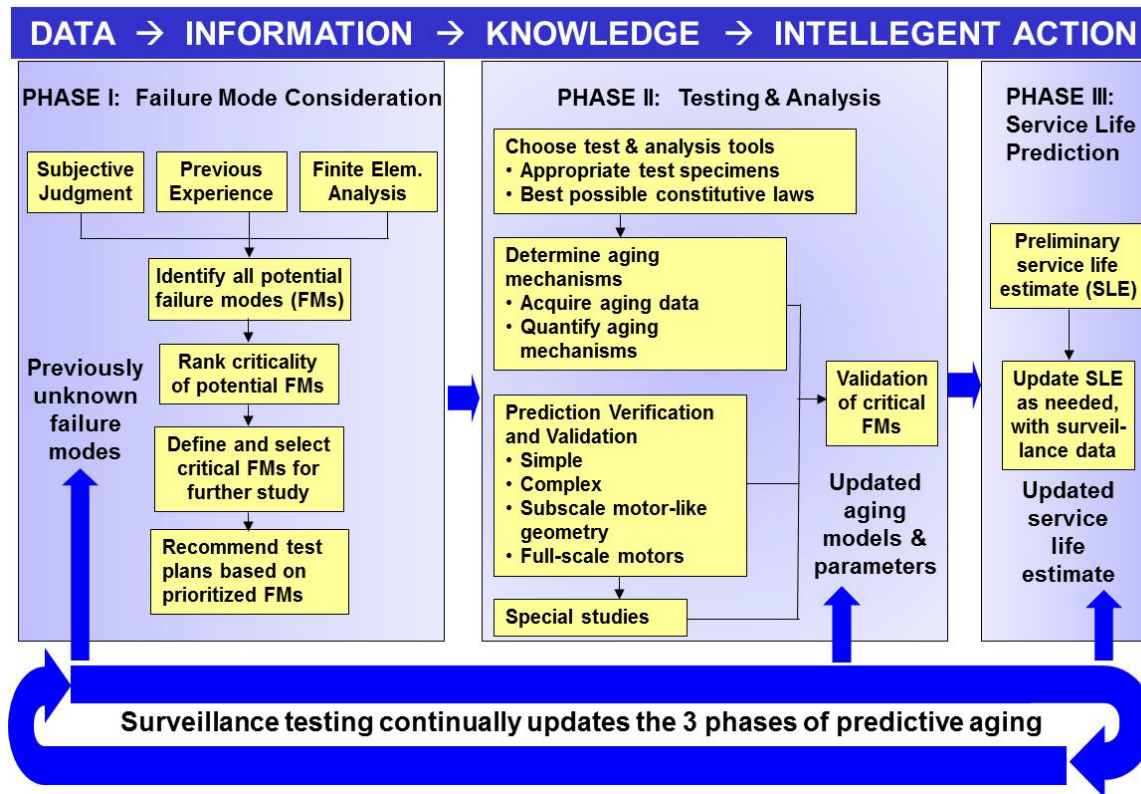 DATA → INFORMATION → KNOWLEDGE → INTELLEGENT ACTION
PHASE I: Failure Mode Consideration
Subjective
Judgment
Previous
Experience
Finite Elem.
Analysis
Identify all potential
failure modes (FMs)
Rank criticality
of potential FMs
Define and select
critical FMs for
further study
Recommend test
plans based on
prioritized FMs
Previously
unknown
failure
modes
PHASE II: Testing & Analysis
Choose test & analysis tools
• Appropriate test specimens
• Best possible constitutive laws
Determine aging
mechanisms
• Acquire aging data
• Quantify aging
mechanisms
Prediction Verification
and Validation
• Simple
• Complex
• Subscale motor-like
geometry
• Full-scale motors
Special studies
Validation
of critical
FMs
Updated
aging
models &
parameters
PHASE III:
Service Life
Prediction
Preliminary
service life
estimate (SLE)
Update SLE
as needed,
with surveil-
lance data
Updated
service
life
estimate
Surveillance testing continually updates the 3 phases of predictive aging